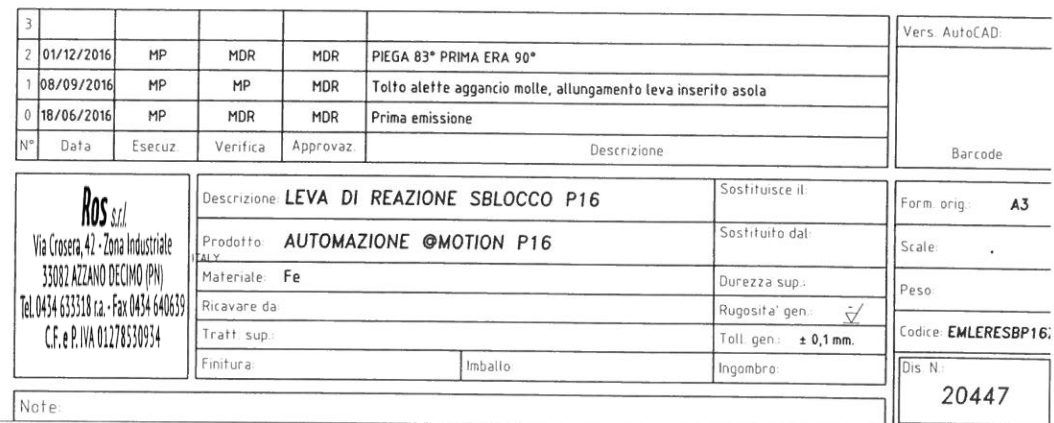 3
2 01/12/2016 MP MDR MDR PIEGA 83° PRIMA ERA 90°
1 08/09/2016 MP MP MDR Tolto alette aggancio molle, allungamento leva inserito asola
0 18/06/2016 MP MDR MDR Prima emissione
N° Data Esecuz. Verifica Approvaz. Descrizione
Vers. AutoCAD:
Barcode
Ros s.r.l.
Via Crosera, 42 - Zona Industriale
ITALY
33082 AZZANO DECIMO (PN)
Tel. 0434 633318 r.a. - Fax 0434 640639
C.F. e P. IVA 01278530934
Descrizione: LEVA DI REAZIONE SBLOCCO P16
Sostituisce il:
Prodotto: AUTOMAZIONE @MOTION P16
Sostituito dal:
Materiale: Fe
Durezza sup.:
Ricavare da:
Rugosita' gen.:
Tratt. sup.:
Toll. gen.: ± 0,1 mm.
Finitura:
Imballo:
Ingombro:
Form. orig.: A3
Scale: .
Peso:
Codice: EMLERESBP16
Dis. N.:
20447
Note: